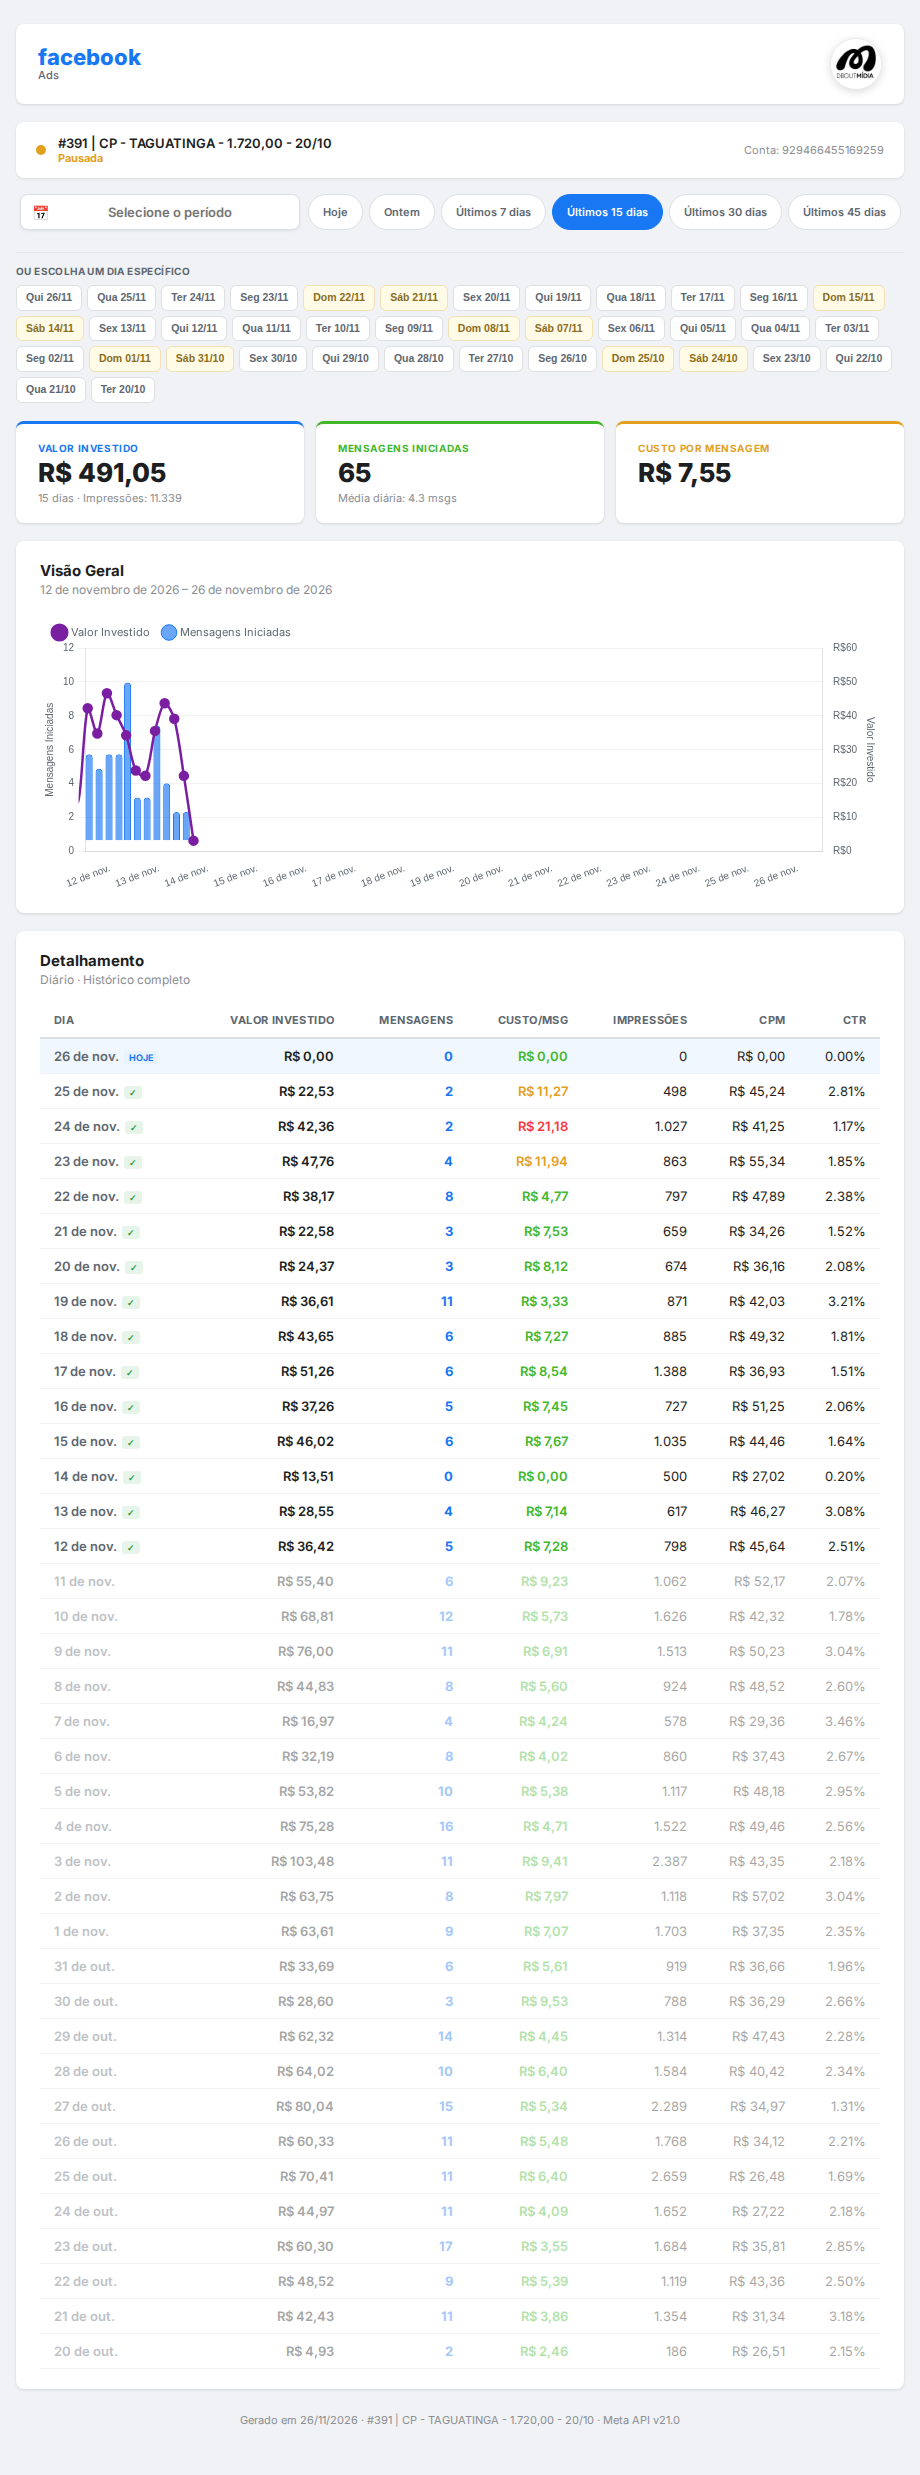 facebook
Ads
DBOUTMÍDIA
#391 | CP - TAGUATINGA - 1.720,00 - 20/10
Pausada
Conta: 929466455169259
Selecione o período
Hoje
Ontem
Últimos 7 dias
Últimos 15 dias
Últimos 30 dias
Últimos 45 dias
OU ESCOLHA UM DIA ESPECÍFICO
Qui 26/11 Qua 25/11 Ter 24/11 Seg 23/11 Dom 22/11 Sáb 21/11 Sex 20/11 Qui 19/11 Qua 18/11 Ter 17/11 Seg 16/11 Dom 15/11
Sáb 14/11 Sex 13/11 Qui 12/11 Qua 11/11 Ter 10/11 Seg 09/11 Dom 08/11 Sáb 07/11 Sex 06/11 Qui 05/11 Qua 04/11 Ter 03/11
Seg 02/11 Dom 01/11 Sáb 31/10 Sex 30/10 Qui 29/10 Qua 28/10 Ter 27/10 Seg 26/10 Dom 25/10 Sáb 24/10 Sex 23/10 Qui 22/10
Qua 21/10 Ter 20/10
VALOR INVESTIDO
R$ 491,05
15 dias · Impressões: 11.339
MENSAGENS INICIADAS
65
Média diária: 4.3 msgs
CUSTO POR MENSAGEM
R$ 7,55
Visão Geral
12 de novembro de 2026 – 26 de novembro de 2026
Valor Investido
Mensagens Iniciadas
Mensagens Iniciadas
12
10
8
6
4
2
0
R$60
R$50
R$40
R$30
R$20
R$10
R$0
Valor Investido
12 de nov. 13 de nov. 14 de nov. 15 de nov. 16 de nov. 17 de nov. 18 de nov. 19 de nov. 20 de nov. 21 de nov. 22 de nov. 23 de nov. 24 de nov. 25 de nov. 26 de nov.
Detalhamento
Diário · Histórico completo
DIA VALOR INVESTIDO MENSAGENS CUSTO/MSG IMPRESSÕES CPM CTR
26 de nov. HOJE R$ 0,00 0 R$ 0,00 0 R$ 0,00 0.00%
25 de nov. ✓ R$ 22,53 2 R$ 11,27 498 R$ 45,24 2.81%
24 de nov. ✓ R$ 42,36 2 R$ 21,18 1.027 R$ 41,25 1.17%
23 de nov. ✓ R$ 47,76 4 R$ 11,94 863 R$ 55,34 1.85%
22 de nov. ✓ R$ 38,17 8 R$ 4,77 797 R$ 47,89 2.38%
21 de nov. ✓ R$ 22,58 3 R$ 7,53 659 R$ 34,26 1.52%
20 de nov. ✓ R$ 24,37 3 R$ 8,12 674 R$ 36,16 2.08%
19 de nov. ✓ R$ 36,61 11 R$ 3,33 871 R$ 42,03 3.21%
18 de nov. ✓ R$ 43,65 6 R$ 7,27 885 R$ 49,32 1.81%
17 de nov. ✓ R$ 51,26 6 R$ 8,54 1.388 R$ 36,93 1.51%
16 de nov. ✓ R$ 37,26 5 R$ 7,45 727 R$ 51,25 2.06%
15 de nov. ✓ R$ 46,02 6 R$ 7,67 1.035 R$ 44,46 1.64%
14 de nov. ✓ R$ 13,51 0 R$ 0,00 500 R$ 27,02 0.20%
13 de nov. ✓ R$ 28,55 4 R$ 7,14 617 R$ 46,27 3.08%
12 de nov. ✓ R$ 36,42 5 R$ 7,28 798 R$ 45,64 2.51%
11 de nov. R$ 55,40 6 R$ 9,23 1.062 R$ 52,17 2.07%
10 de nov. R$ 68,81 12 R$ 5,73 1.626 R$ 42,32 1.78%
9 de nov. R$ 76,00 11 R$ 6,91 1.513 R$ 50,23 3.04%
8 de nov. R$ 44,83 8 R$ 5,60 924 R$ 48,52 2.60%
7 de nov. R$ 16,97 4 R$ 4,24 578 R$ 29,36 3.46%
6 de nov. R$ 32,19 8 R$ 4,02 860 R$ 37,43 2.67%
5 de nov. R$ 53,82 10 R$ 5,38 1.117 R$ 48,18 2.95%
4 de nov. R$ 75,28 16 R$ 4,71 1.522 R$ 49,46 2.56%
3 de nov. R$ 103,48 11 R$ 9,41 2.387 R$ 43,35 2.18%
2 de nov. R$ 63,75 8 R$ 7,97 1.118 R$ 57,02 3.04%
1 de nov. R$ 63,61 9 R$ 7,07 1.703 R$ 37,35 2.35%
31 de out. R$ 33,69 6 R$ 5,61 919 R$ 36,66 1.96%
30 de out. R$ 28,60 3 R$ 9,53 788 R$ 36,29 2.66%
29 de out. R$ 62,32 14 R$ 4,45 1.314 R$ 47,43 2.28%
28 de out. R$ 64,02 10 R$ 6,40 1.584 R$ 40,42 2.34%
27 de out. R$ 80,04 15 R$ 5,34 2.289 R$ 34,97 1.31%
26 de out. R$ 60,33 11 R$ 5,48 1.768 R$ 34,12 2.21%
25 de out. R$ 70,41 11 R$ 6,40 2.659 R$ 26,48 1.69%
24 de out. R$ 44,97 11 R$ 4,09 1.652 R$ 27,22 2.18%
23 de out. R$ 60,30 17 R$ 3,55 1.684 R$ 35,81 2.85%
22 de out. R$ 48,52 9 R$ 5,39 1.119 R$ 43,36 2.50%
21 de out. R$ 42,43 11 R$ 3,86 1.354 R$ 31,34 3.18%
20 de out. R$ 4,93 2 R$ 2,46 186 R$ 26,51 2.15%
Gerado em 26/11/2026 · #391 | CP - TAGUATINGA - 1.720,00 - 20/10 · Meta API v21.0